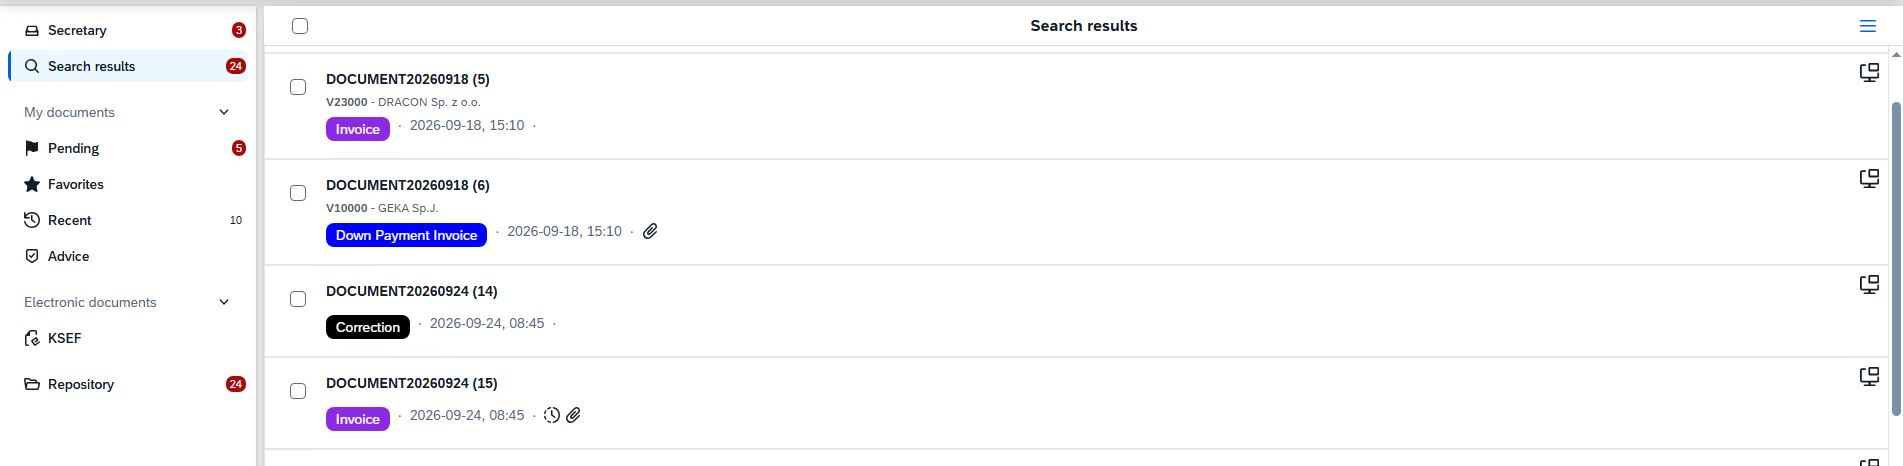 Secretary 3
Search results 24
My documents
Pending 5
Favorites
Recent 10
Advice
Electronic documents
KSEF
Repository 24
Search results
DOCUMENT20260918 (5)
V23000 - DRACON Sp. z o.o.
Invoice · 2026-09-18, 15:10 ·
DOCUMENT20260918 (6)
V10000 - GEKA Sp.J.
Down Payment Invoice · 2026-09-18, 15:10 ·
DOCUMENT20260924 (14)
Correction · 2026-09-24, 08:45 ·
DOCUMENT20260924 (15)
Invoice · 2026-09-24, 08:45 ·